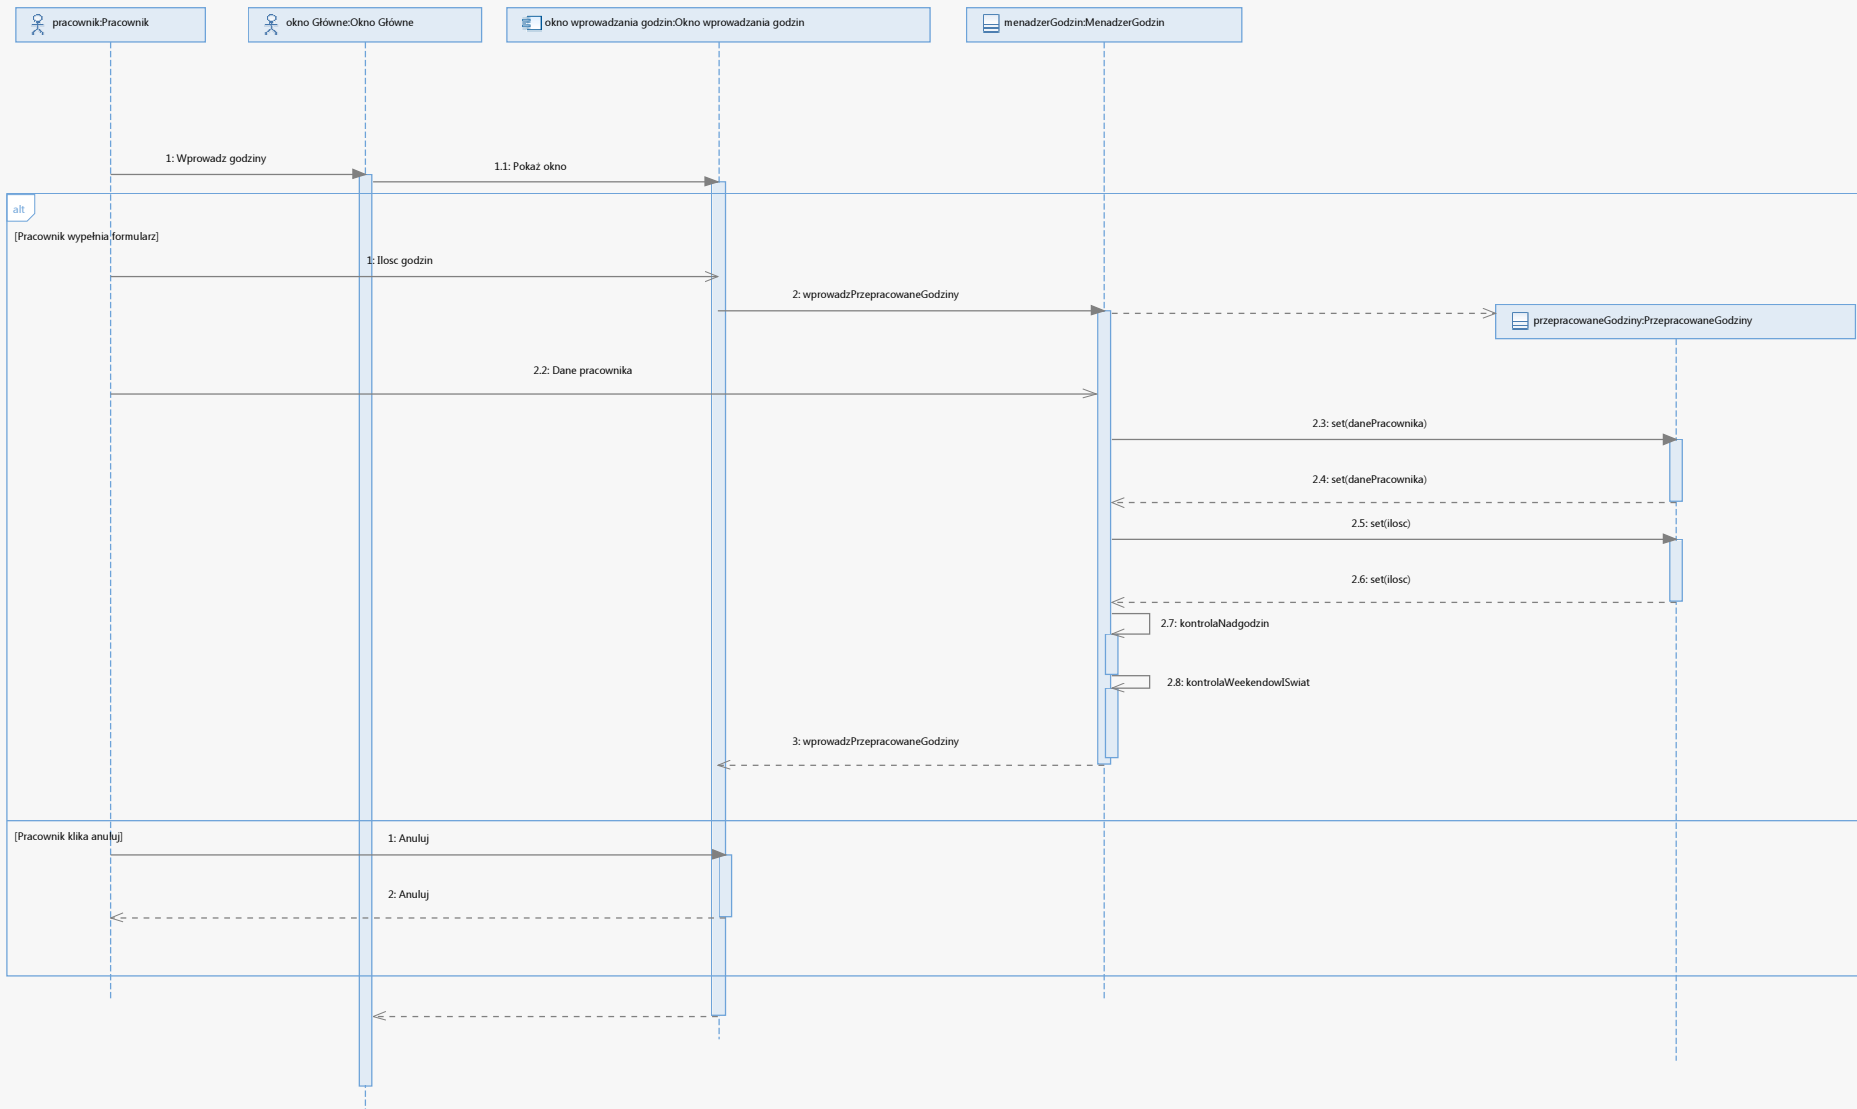 pracownik:Pracownik
okno Główne:Okno Główne
okno wprowadzania godzin:Okno wprowadzania godzin
menadzerGodzin:MenadzerGodzin
1: Wprowadz godziny
1.1: Pokaż okno
alt
[Pracownik wypełnia formularz]
1: Ilosc godzin
2: wprowadzPrzepracowaneGodziny
przepracowaneGodziny:PrzepracowaneGodziny
2.2: Dane pracownika
2.3: set(danePracownika)
2.4: set(danePracownika)
2.5: set(ilosc)
2.6: set(ilosc)
2.7: kontrolaNadgodzin
2.8: kontrolaWeekendowISwiat
3: wprowadzPrzepracowaneGodziny
[Pracownik klika anuluj]
1: Anuluj
2: Anuluj